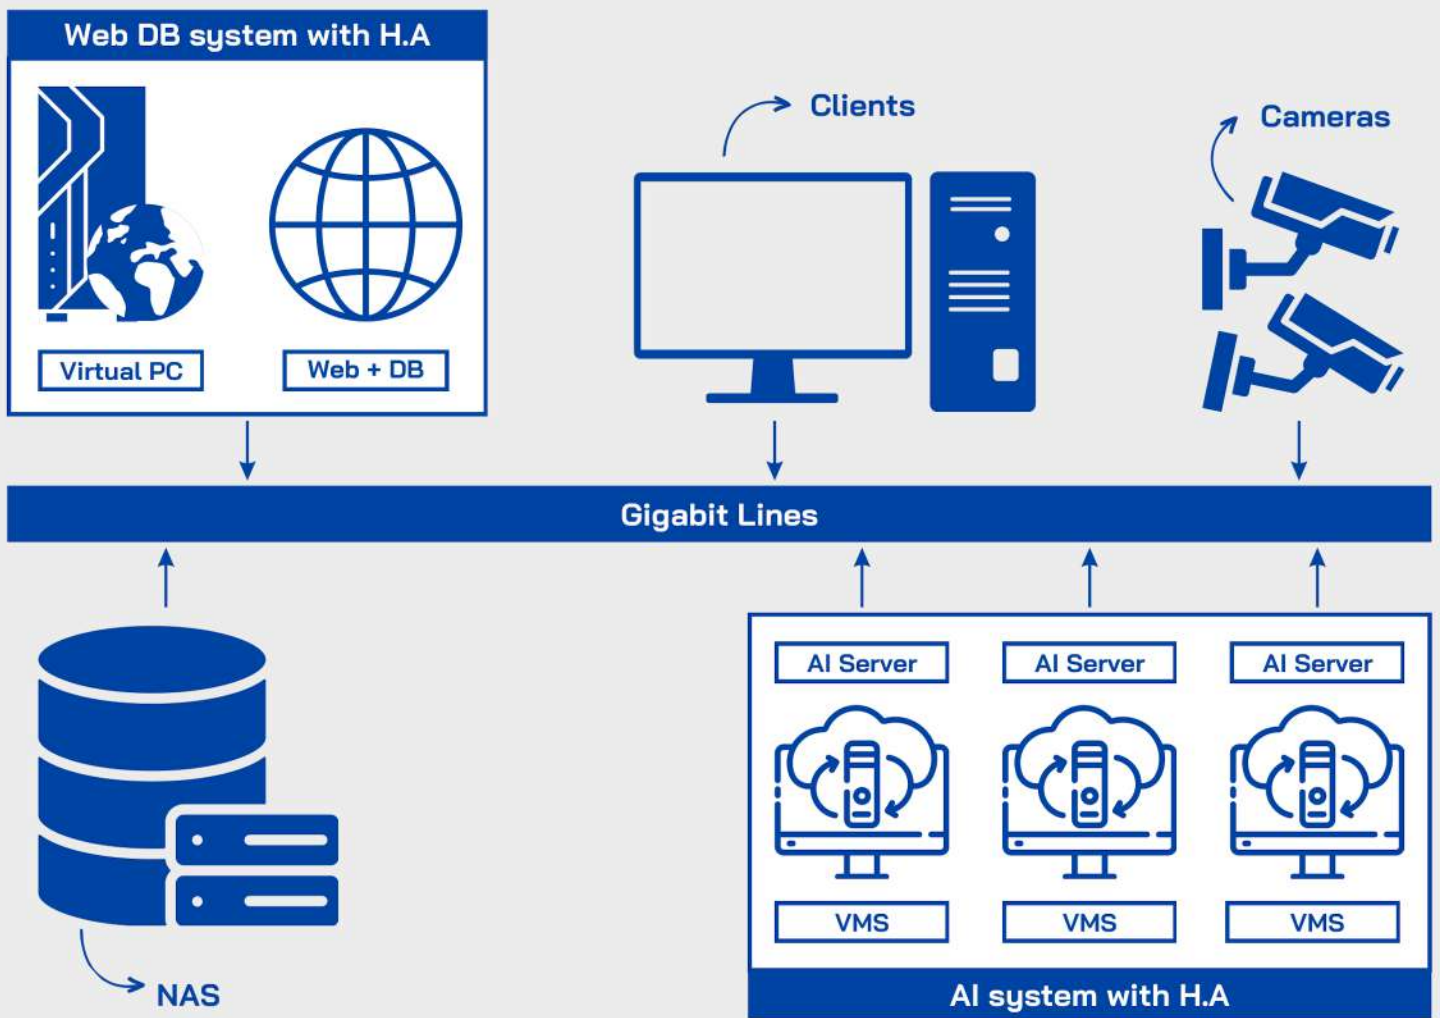 Web DB system with H.A
Virtual PC
Web + DB
Clients
Cameras
Gigabit Lines
NAS
AI Server
AI Server
AI Server
VMS
VMS
VMS
AI system with H.A